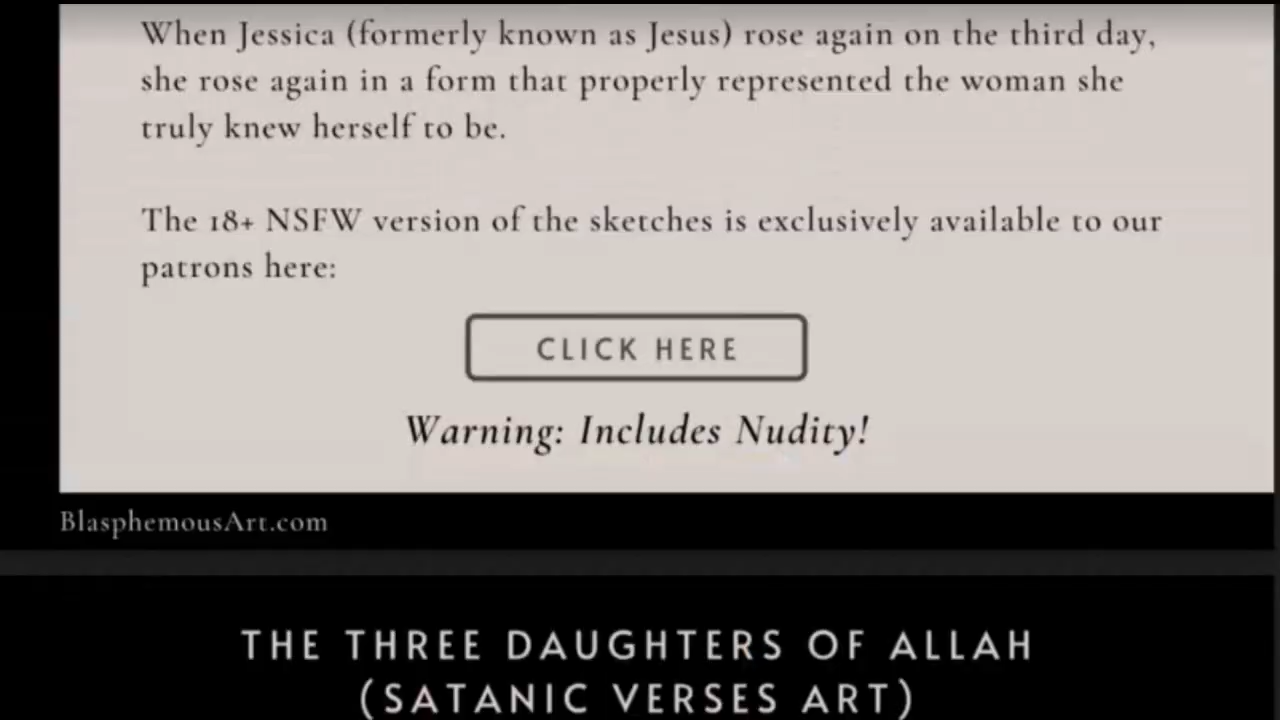 When Jessica (formerly known as Jesus) rose again on the third day,
she rose again in a form that properly represented the woman she
truly knew herself to be.
The 18+ NSFW version of the sketches is exclusively available to our
patrons here:
CLICK HERE
Warning: Includes Nudity!
BlasphemousArt.com
THE THREE DAUGHTERS OF ALLAH
(SATANIC VERSES ART)